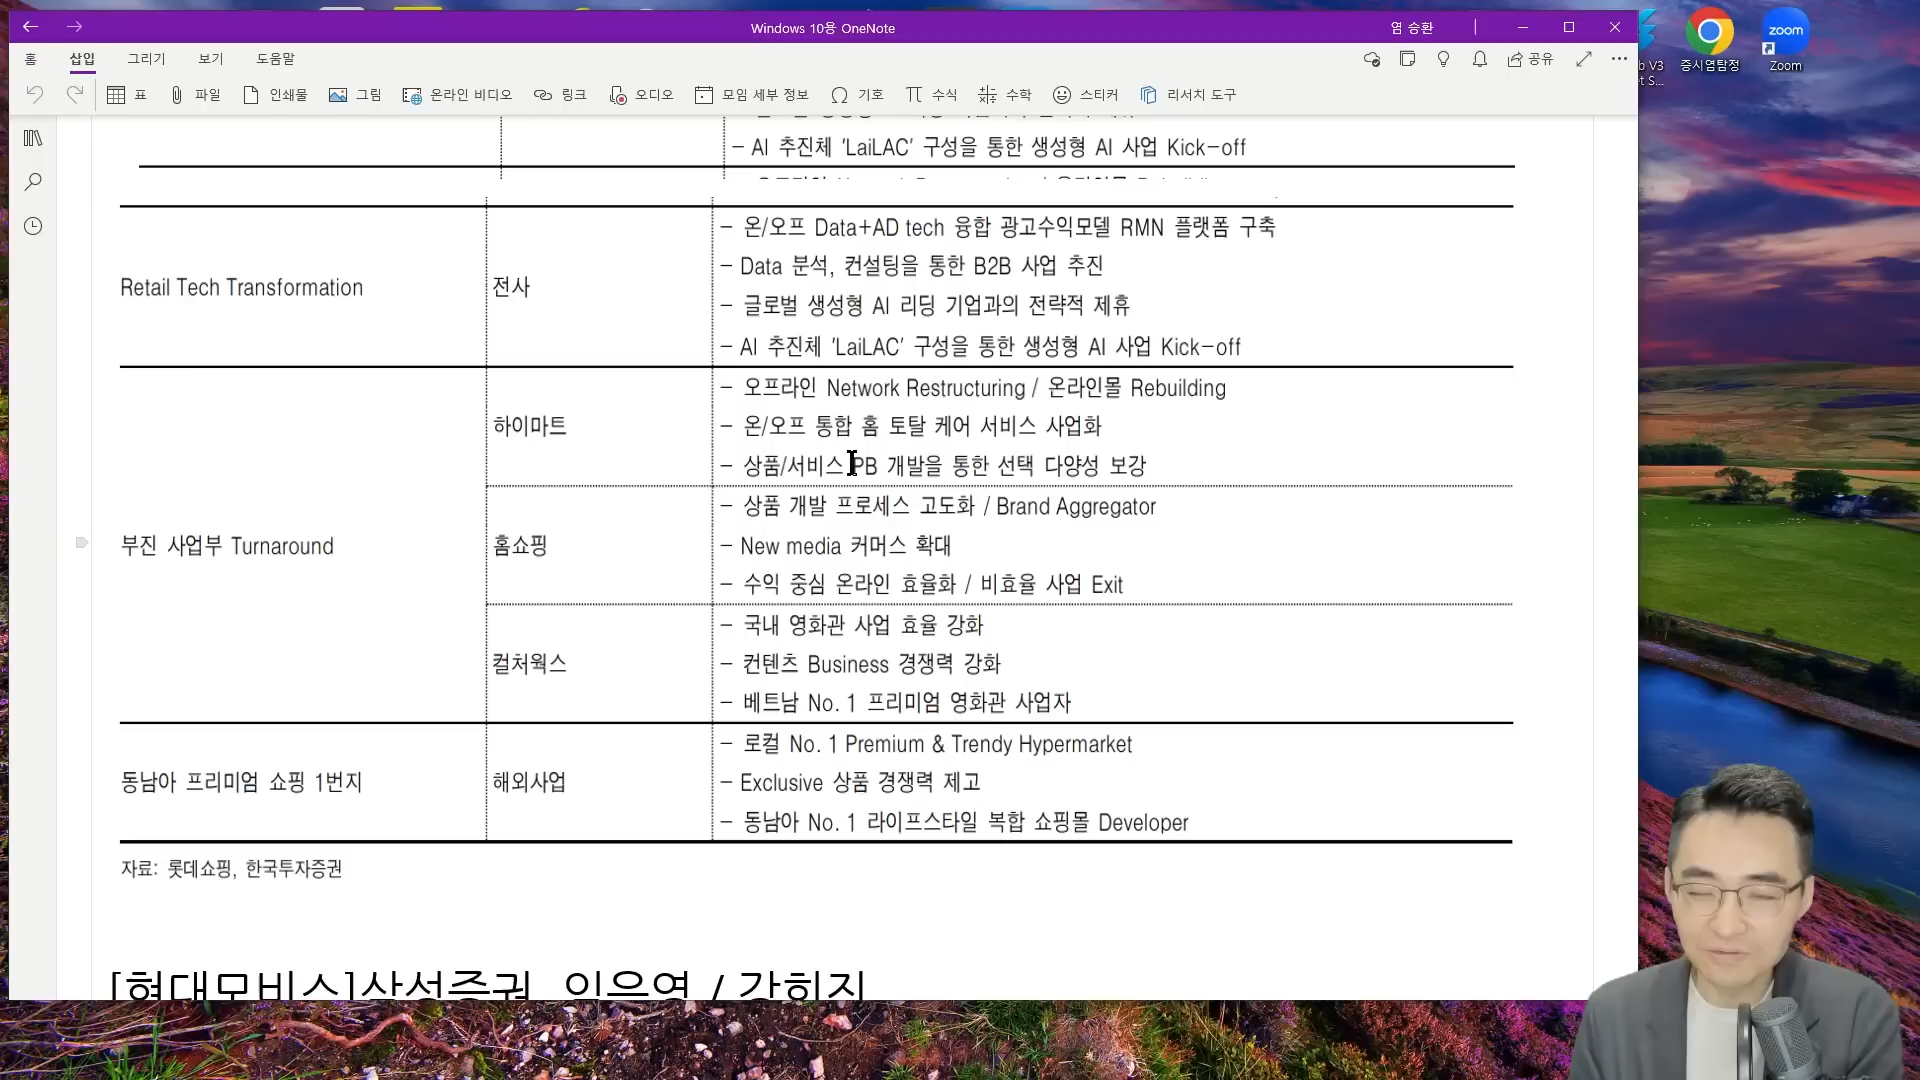 Windows 10용 OneNote
염 승환
홈 삽입 그리기 보기 도움말
공유
표 파일 인쇄물 그림 온라인 비디오 링크 오디오 모임 세부 정보 기호 수식 수학 스티커 리서치 도구
b V3
t S...
증시염탐정
zoom
Zoom
– AI 추진체 'LaiLAC' 구성을 통한 생성형 AI 사업 Kick-off
Retail Tech Transformation
전사
– 온/오프 Data+AD tech 융합 광고수익모델 RMN 플랫폼 구축
– Data 분석, 컨설팅을 통한 B2B 사업 추진
– 글로벌 생성형 AI 리딩 기업과의 전략적 제휴
– AI 추진체 'LaiLAC' 구성을 통한 생성형 AI 사업 Kick-off
부진 사업부 Turnaround
하이마트
– 오프라인 Network Restructuring / 온라인몰 Rebuilding
– 온/오프 통합 홈 토탈 케어 서비스 사업화
– 상품/서비스 PB 개발을 통한 선택 다양성 보강
홈쇼핑
– 상품 개발 프로세스 고도화 / Brand Aggregator
– New media 커머스 확대
– 수익 중심 온라인 효율화 / 비효율 사업 Exit
컬처웍스
– 국내 영화관 사업 효율 강화
– 컨텐츠 Business 경쟁력 강화
– 베트남 No. 1 프리미엄 영화관 사업자
동남아 프리미엄 쇼핑 1번지
해외사업
– 로컬 No. 1 Premium & Trendy Hypermarket
– Exclusive 상품 경쟁력 제고
– 동남아 No. 1 라이프스타일 복합 쇼핑몰 Developer
자료: 롯데쇼핑, 한국투자증권
[현대모비스]삼성증권 임은영 / 강희진